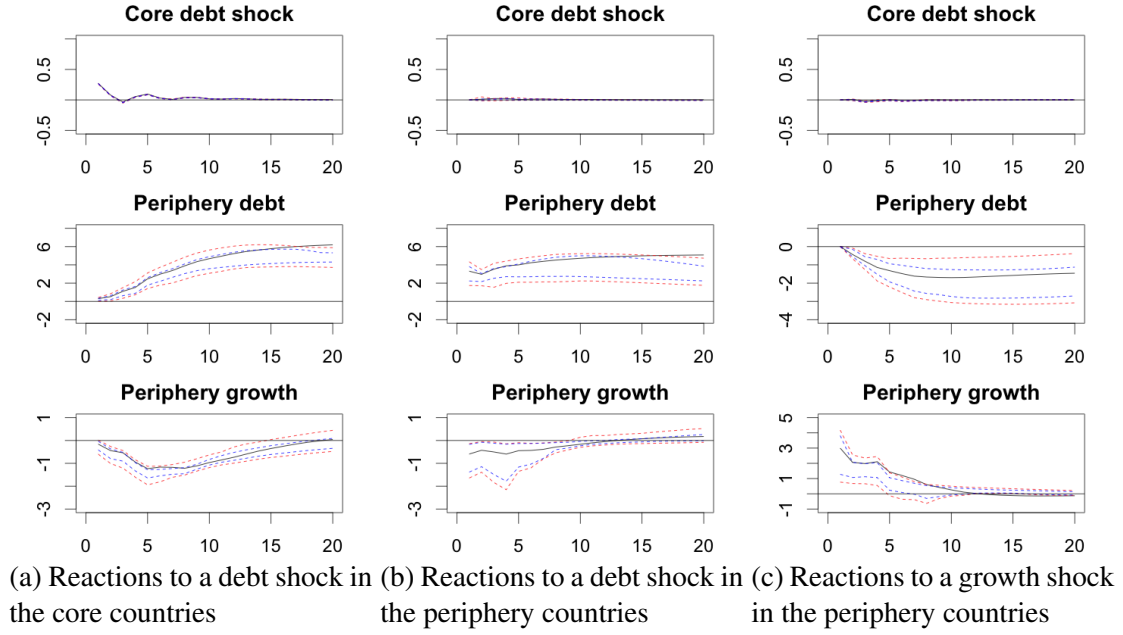 Core debt shock
0.5
-0.5
0 5 10 15 20
Periphery debt
6
2
-2
0 5 10 15 20
Periphery growth
1
-1
-3
0 5 10 15 20
(a) Reactions to a debt shock in
the core countries
Core debt shock
0.5
-0.5
0 5 10 15 20
Periphery debt
6
2
-2
0 5 10 15 20
Periphery growth
1
-1
-3
0 5 10 15 20
(b) Reactions to a debt shock in
the periphery countries
Core debt shock
0.5
-0.5
0 5 10 15 20
Periphery debt
0
-2
-4
0 5 10 15 20
Periphery growth
5
3
1
-1
0 5 10 15 20
(c) Reactions to a growth shock
in the periphery countries